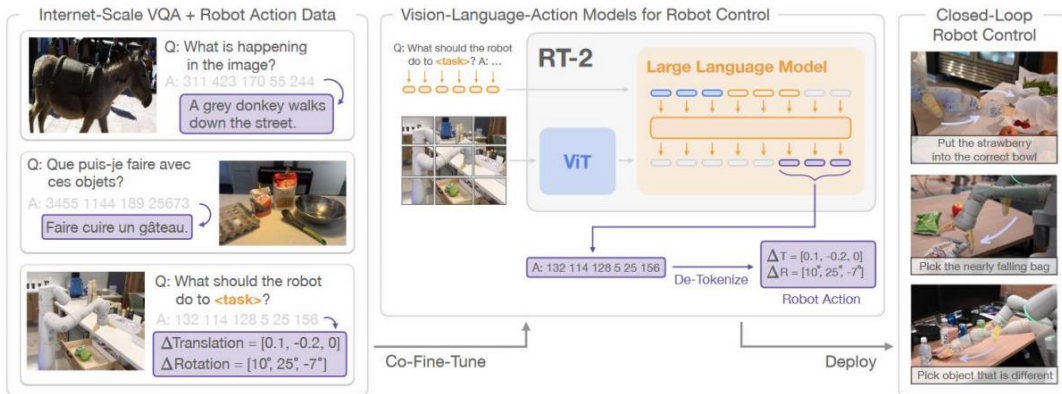 Internet-Scale VQA + Robot Action Data
Q: What is happening
in the image?
A: 311 423 170 55 244
A grey donkey walks
down the street.
Q: Que puis-je faire avec
ces objets?
A: 3455 1144 189 25673
Faire cuire un gâteau.
Q: What should the robot
do to <task>?
A: 132 114 128 5 25 156
ΔTranslation = [0.1, -0.2, 0]
ΔRotation = [10°, 25°, -7°]
Co-Fine-Tune
Vision-Language-Action Models for Robot Control
Q: What should the robot
do to <task>? A: ...
RT-2
Large Language Model
ViT
A: 132 114 128 5 25 156
De-Tokenize
ΔT = [0.1, -0.2, 0]
ΔR = [10°, 25°, -7°]
Robot Action
Deploy
Closed-Loop
Robot Control
Put the strawberry
into the correct bowl
Pick the nearly falling bag
Pick object that is different